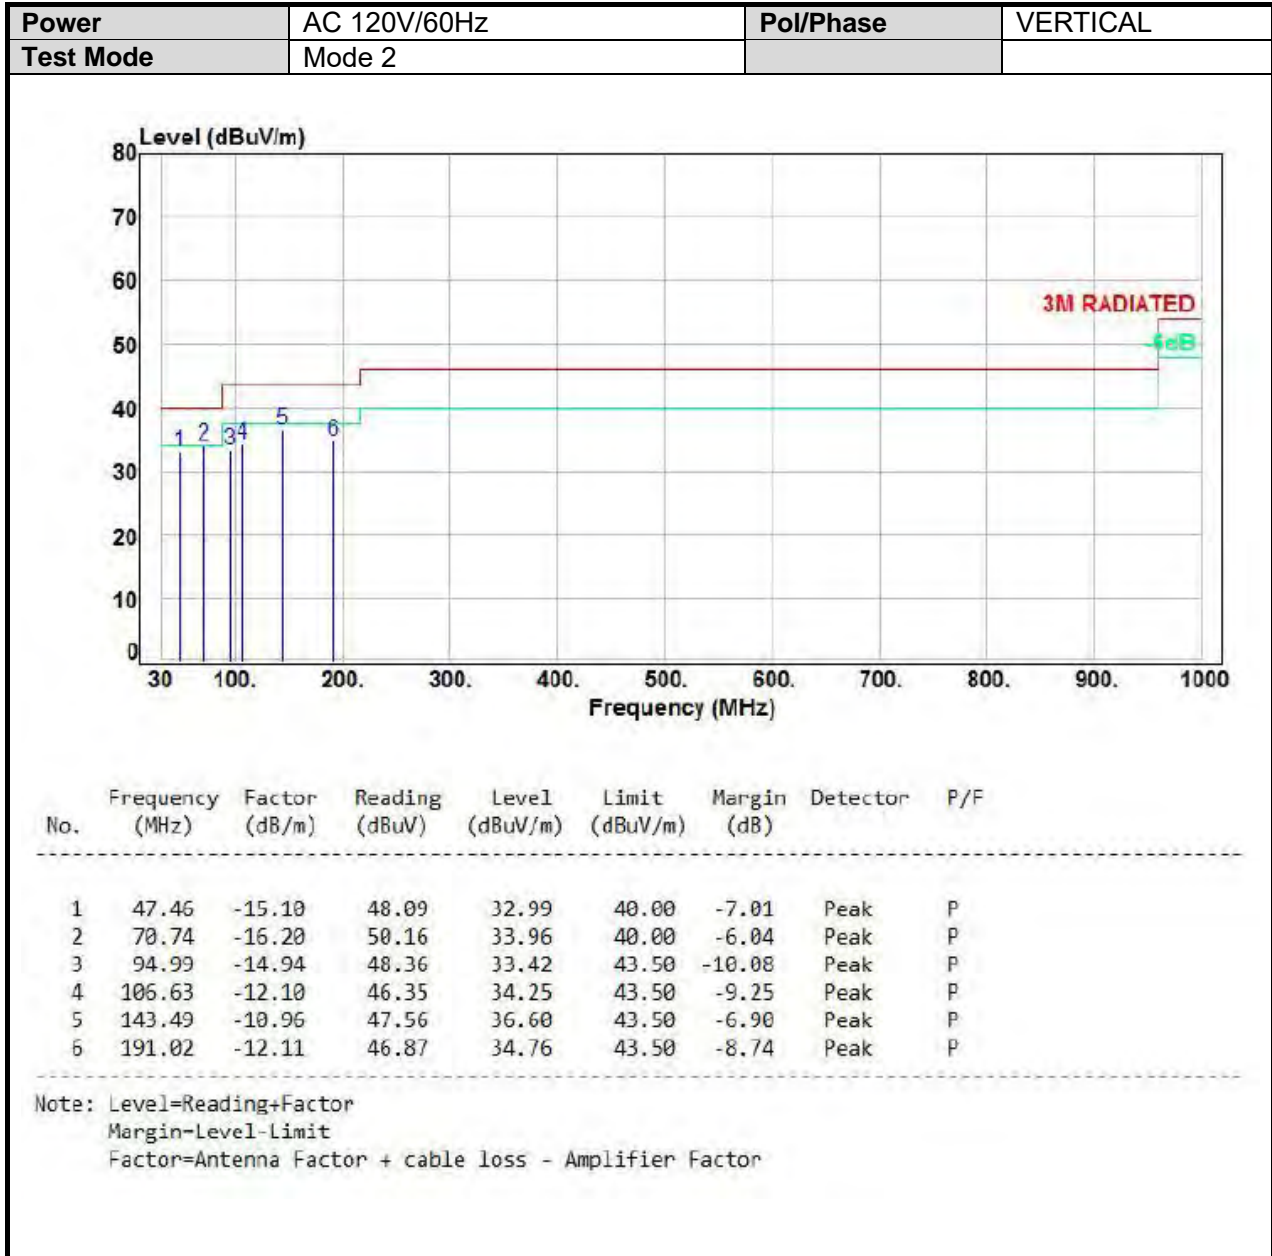 Power AC 120V/60Hz Pol/Phase VERTICAL
Test Mode Mode 2
Level (dBuV/m)
80
70
60
3M RADIATED
50
-6dB
40
1 2 3 4 5 6
30
20
10
0
30 100. 200. 300. 400. 500. 600. 700. 800. 900. 1000
Frequency (MHz)
Frequency Factor Reading Level Limit Margin Detector P/F
No. (MHz) (dB/m) (dBuV) (dBuV/m) (dBuV/m) (dB)
1 47.46 -15.10 48.09 32.99 40.00 -7.01 Peak P
2 70.74 -16.20 50.16 33.96 40.00 -6.04 Peak P
3 94.99 -14.94 48.36 33.42 43.50 -10.08 Peak P
4 106.63 -12.10 46.35 34.25 43.50 -9.25 Peak P
5 143.49 -10.96 47.56 36.60 43.50 -6.90 Peak P
6 191.02 -12.11 46.87 34.76 43.50 -8.74 Peak P
Note: Level=Reading+Factor
Margin=Level-Limit
Factor=Antenna Factor + cable loss - Amplifier Factor